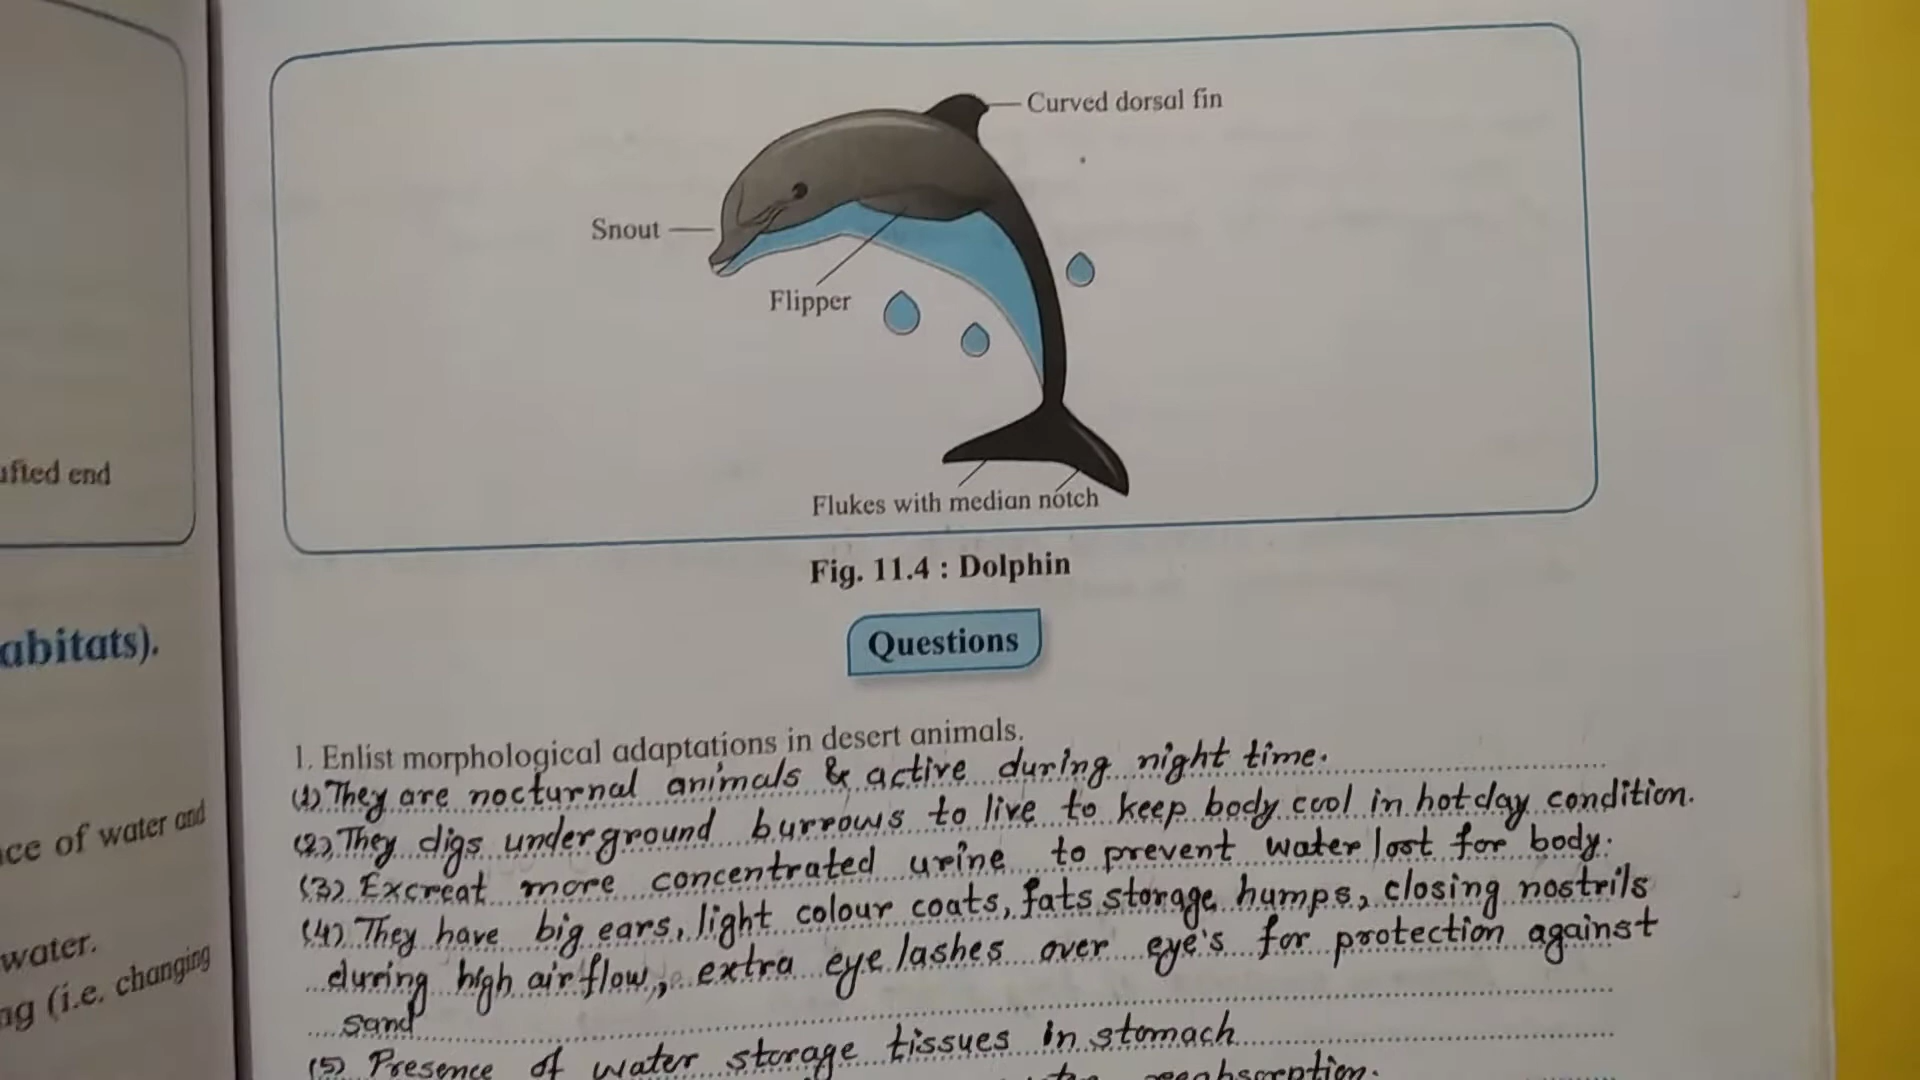 Curved dorsal fin
Snout
Flipper
Flukes with median notch
Fig. 11.4 : Dolphin
Questions
1. Enlist morphological adaptations in desert animals.
(1) They are nocturnal animals & active during night time.
(2) They digs underground burrows to live to keep body cool in hot day condition.
(3) Excreat more concentrated urine to prevent water lost for body.
(4) They have big ears, light colour coats, fats storage humps, closing nostrils
during high air flow, extra eye lashes over eye's for protection against
sand
(5) Presence of water storage tissues in stomach
reabsorption.
end
abitats).
ce of water and
water.
(i.e. changing